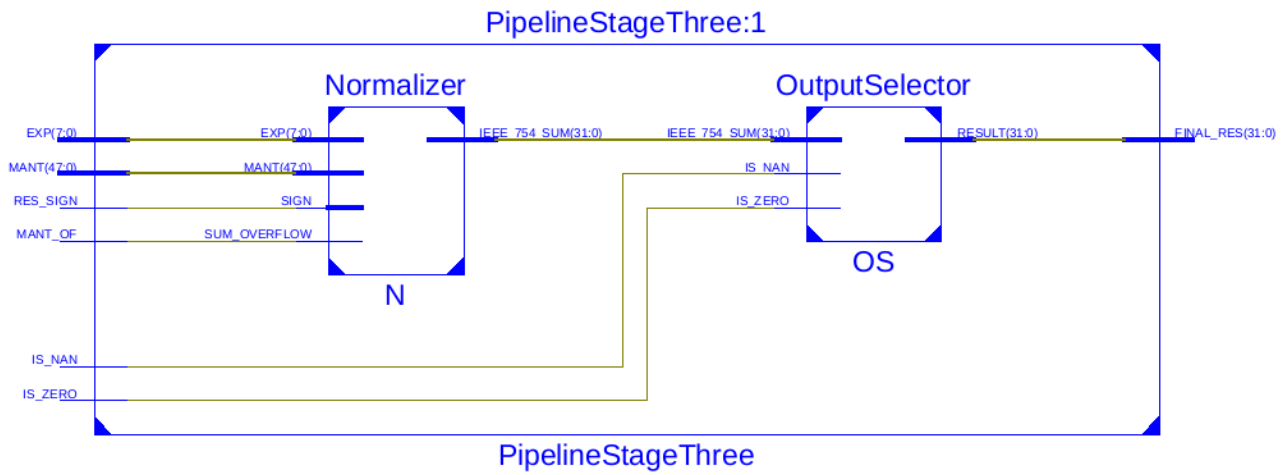 PipelineStageThree:1
Normalizer
OutputSelector
EXP(7:0)
EXP(7:0)
IEEE_754_SUM(31:0)
IEEE_754_SUM(31:0)
RESULT(31:0)
FINAL_RES(31:0)
MANT(47:0)
MANT(47:0)
IS_NAN
RES_SIGN
SIGN
IS_ZERO
MANT_OF
SUM_OVERFLOW
OS
N
IS_NAN
IS_ZERO
PipelineStageThree